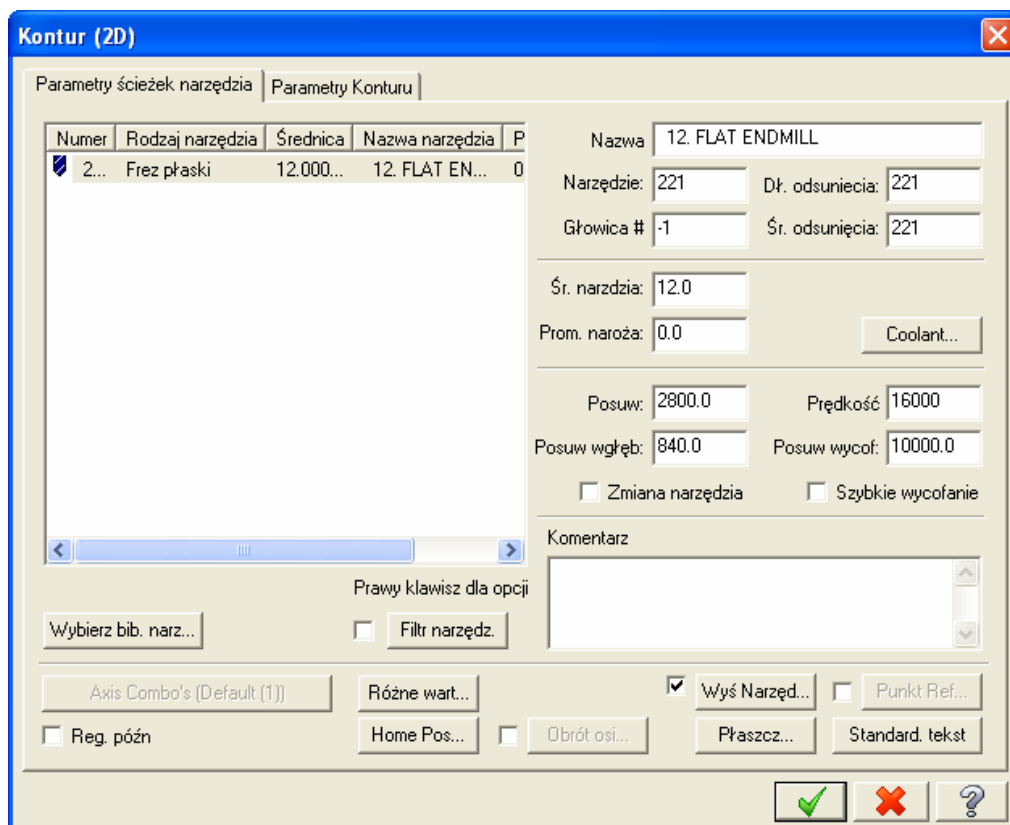 Kontur (2D)
Parametry ścieżek narzędzia
Parametry Konturu
Numer Rodzaj narzędzia Średnica Nazwa narzędzia P
2... Frez płaski 12.000... 12. FLAT EN... 0
Nazwa 12. FLAT ENDMILL
Narzędzie: 221 Dł. odsuniecia: 221
Głowica # -1 Śr. odsunięcia: 221
Śr. narzdzia: 12.0
Prom. naroża: 0.0 Coolant...
Posuw: 2800.0 Prędkość 16000
Posuw wgłęb: 840.0 Posuw wycof: 10000.0
Zmiana narzędzia Szybkie wycofanie
Komentarz
Prawy klawisz dla opcji
Wybierz bib. narz... Filtr narzędz.
Axis Combo's (Default (1)) Różne wart... Wyś Narzęd... Punkt Ref...
Reg. późn Home Pos... Obrót osi... Płaszcz... Standard. tekst